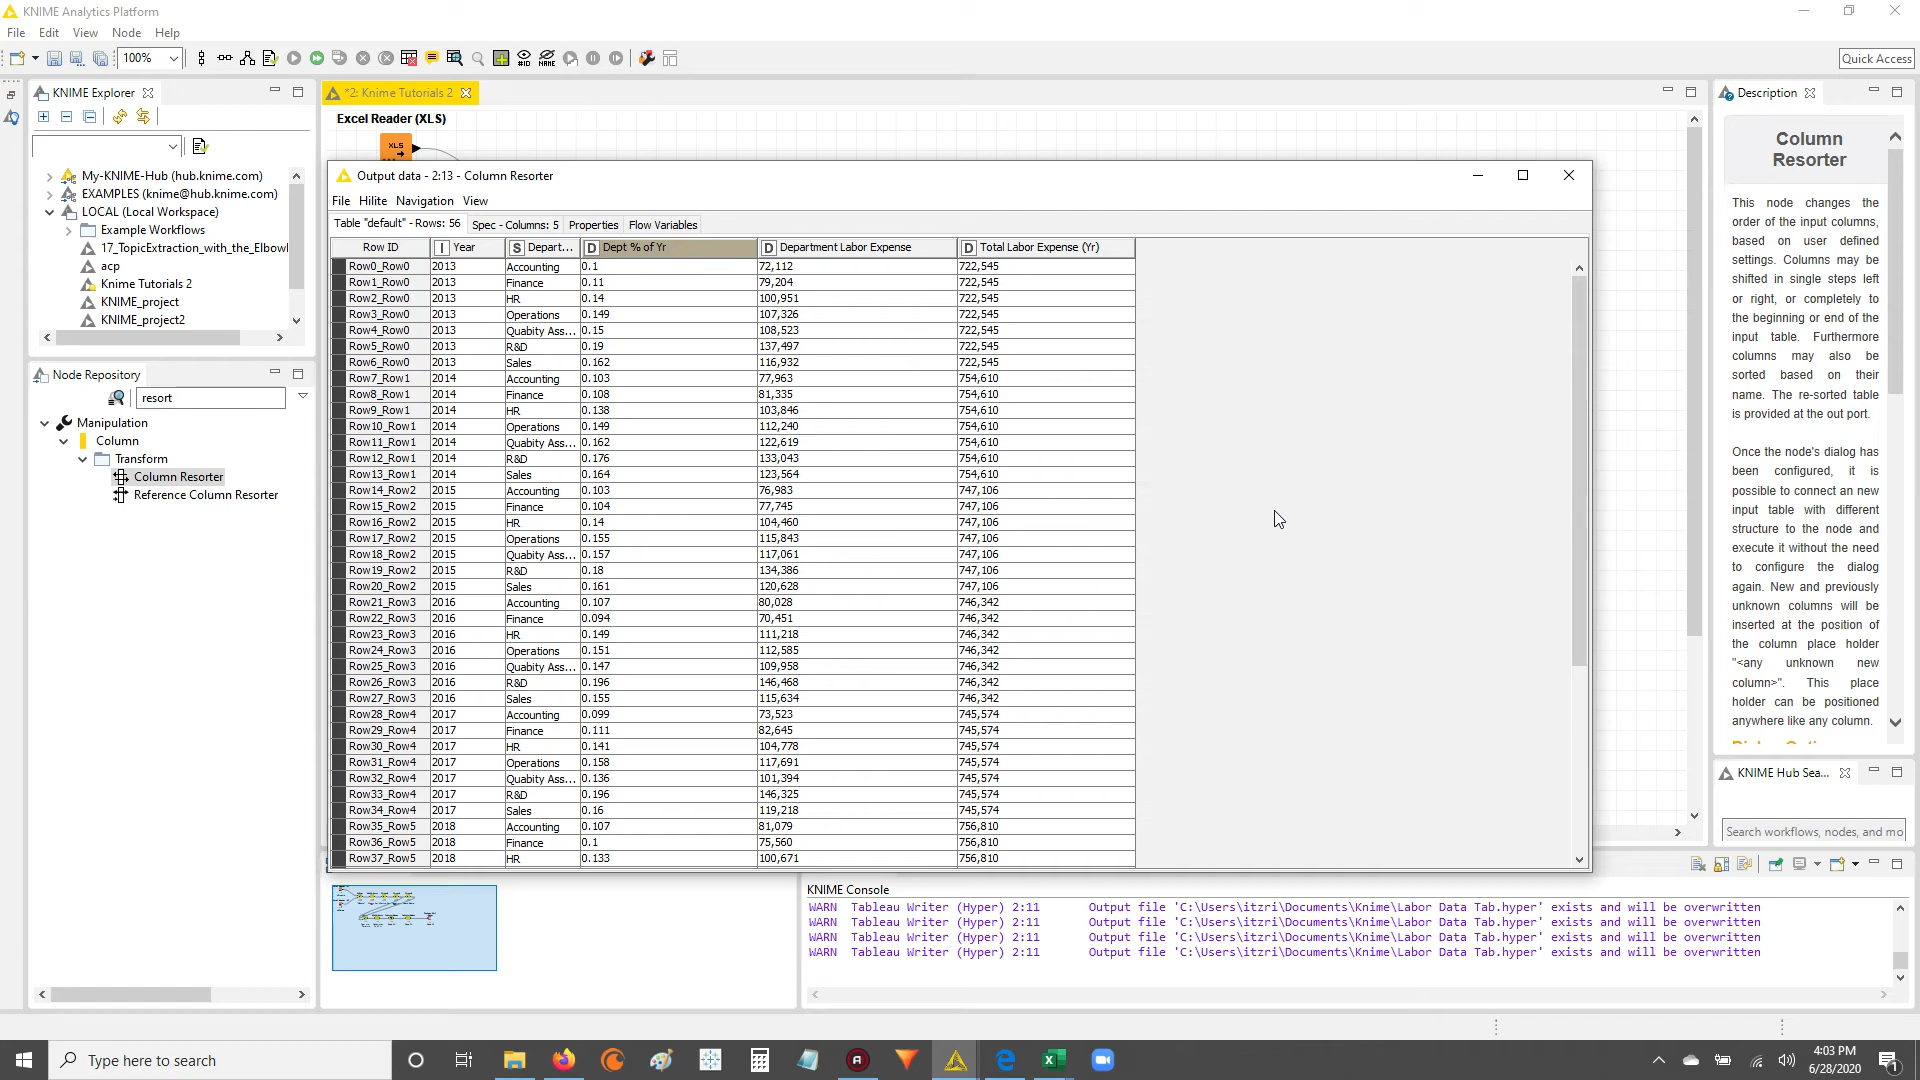 KNIME Analytics Platform
File Edit View Node Help
100%
Quick Access
KNIME Explorer
*2: Knime Tutorials 2
Description
Excel Reader (XLS)
XLS
My-KNIME-Hub (hub.knime.com)
EXAMPLES (knime@hub.knime.com)
LOCAL (Local Workspace)
Example Workflows
17_TopicExtraction_with_the_Elbowl
acp
Knime Tutorials 2
KNIME_project
KNIME_project2
Node Repository
resort
Manipulation
Column
Transform
Column Resorter
Reference Column Resorter
Output data - 2:13 - Column Resorter
File Hilite Navigation View
Table "default" - Rows: 56 Spec - Columns: 5 Properties Flow Variables
Row ID I Year S Depart... D Dept % of Yr D Department Labor Expense D Total Labor Expense (Yr)
Row0_Row0 2013 Accounting 0.1 72,112 722,545
Row1_Row0 2013 Finance 0.11 79,204 722,545
Row2_Row0 2013 HR 0.14 100,951 722,545
Row3_Row0 2013 Operations 0.149 107,326 722,545
Row4_Row0 2013 Quabity Ass... 0.15 108,523 722,545
Row5_Row0 2013 R&D 0.19 137,497 722,545
Row6_Row0 2013 Sales 0.162 116,932 722,545
Row7_Row1 2014 Accounting 0.103 77,963 754,610
Row8_Row1 2014 Finance 0.108 81,335 754,610
Row9_Row1 2014 HR 0.138 103,846 754,610
Row10_Row1 2014 Operations 0.149 112,240 754,610
Row11_Row1 2014 Quabity Ass... 0.162 122,619 754,610
Row12_Row1 2014 R&D 0.176 133,043 754,610
Row13_Row1 2014 Sales 0.164 123,564 754,610
Row14_Row2 2015 Accounting 0.103 76,983 747,106
Row15_Row2 2015 Finance 0.104 77,745 747,106
Row16_Row2 2015 HR 0.14 104,460 747,106
Row17_Row2 2015 Operations 0.155 115,843 747,106
Row18_Row2 2015 Quabity Ass... 0.157 117,061 747,106
Row19_Row2 2015 R&D 0.18 134,386 747,106
Row20_Row2 2015 Sales 0.161 120,628 747,106
Row21_Row3 2016 Accounting 0.107 80,028 746,342
Row22_Row3 2016 Finance 0.094 70,451 746,342
Row23_Row3 2016 HR 0.149 111,218 746,342
Row24_Row3 2016 Operations 0.151 112,585 746,342
Row25_Row3 2016 Quabity Ass... 0.147 109,958 746,342
Row26_Row3 2016 R&D 0.196 146,468 746,342
Row27_Row3 2016 Sales 0.155 115,634 746,342
Row28_Row4 2017 Accounting 0.099 73,523 745,574
Row29_Row4 2017 Finance 0.111 82,645 745,574
Row30_Row4 2017 HR 0.141 104,778 745,574
Row31_Row4 2017 Operations 0.158 117,691 745,574
Row32_Row4 2017 Quabity Ass... 0.136 101,394 745,574
Row33_Row4 2017 R&D 0.196 146,325 745,574
Row34_Row4 2017 Sales 0.16 119,218 745,574
Row35_Row5 2018 Accounting 0.107 81,079 756,810
Row36_Row5 2018 Finance 0.1 75,560 756,810
Row37_Row5 2018 HR 0.133 100,671 756,810
Column
Resorter
This node changes the
order of the input columns,
based on user defined
settings. Columns may be
shifted in single steps left
or right, or completely to
the beginning or end of the
input table. Furthermore
columns may also be
sorted based on their
name. The re-sorted table
is provided at the out port.
Once the node's dialog has
been configured, it is
possible to connect an new
input table with different
structure to the node and
execute it without the need
to configure the dialog
again. New and previously
unknown columns will be
inserted at the position of
the column place holder
"<any unknown new
column>". This place
holder can be positioned
anywhere like any column.
KNIME Hub Sea...
Search workflows, nodes, and mo
KNIME Console
WARN Tableau Writer (Hyper) 2:11 Output file 'C:\Users\itzri\Documents\Knime\Labor Data Tab.hyper' exists and will be overwritten
WARN Tableau Writer (Hyper) 2:11 Output file 'C:\Users\itzri\Documents\Knime\Labor Data Tab.hyper' exists and will be overwritten
WARN Tableau Writer (Hyper) 2:11 Output file 'C:\Users\itzri\Documents\Knime\Labor Data Tab.hyper' exists and will be overwritten
WARN Tableau Writer (Hyper) 2:11 Output file 'C:\Users\itzri\Documents\Knime\Labor Data Tab.hyper' exists and will be overwritten
Type here to search
4:03 PM
6/28/2020